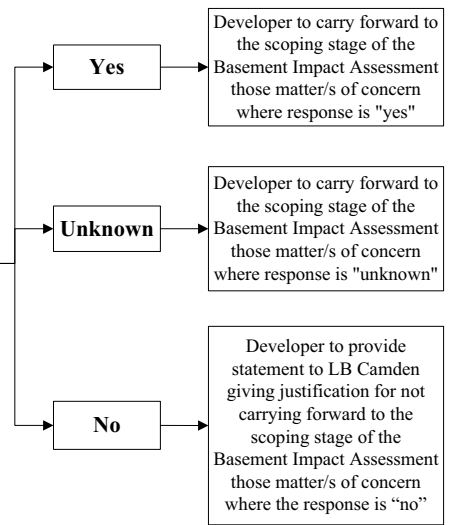 Yes
Developer to carry forward to
the scoping stage of the
Basement Impact Assessment
those matter/s of concern
where response is "yes"
Unknown
Developer to carry forward to
the scoping stage of the
Basement Impact Assessment
those matter/s of concern
where response is "unknown"
No
Developer to provide
statement to LB Camden
giving justification for not
carrying forward to the
scoping stage of the
Basement Impact Assessment
those matter/s of concern
where the response is “no”